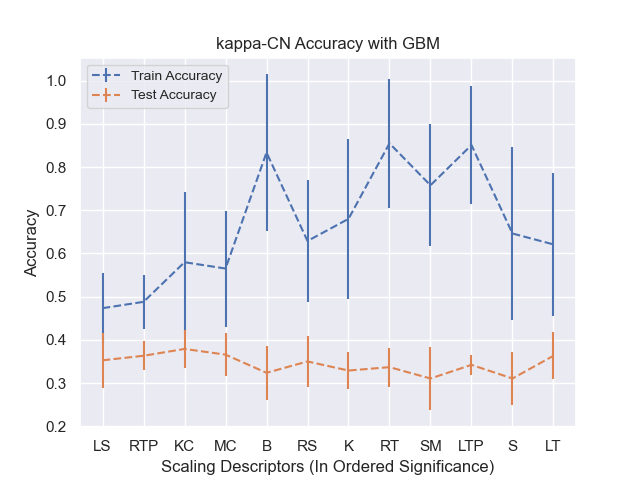 kappa-CN Accuracy with GBM
Train Accuracy
Test Accuracy
1.0
0.9
0.8
0.7
0.6
0.5
0.4
0.3
0.2
Accuracy
LS RTP KC MC B RS K RT SM LTP S LT
Scaling Descriptors (In Ordered Significance)